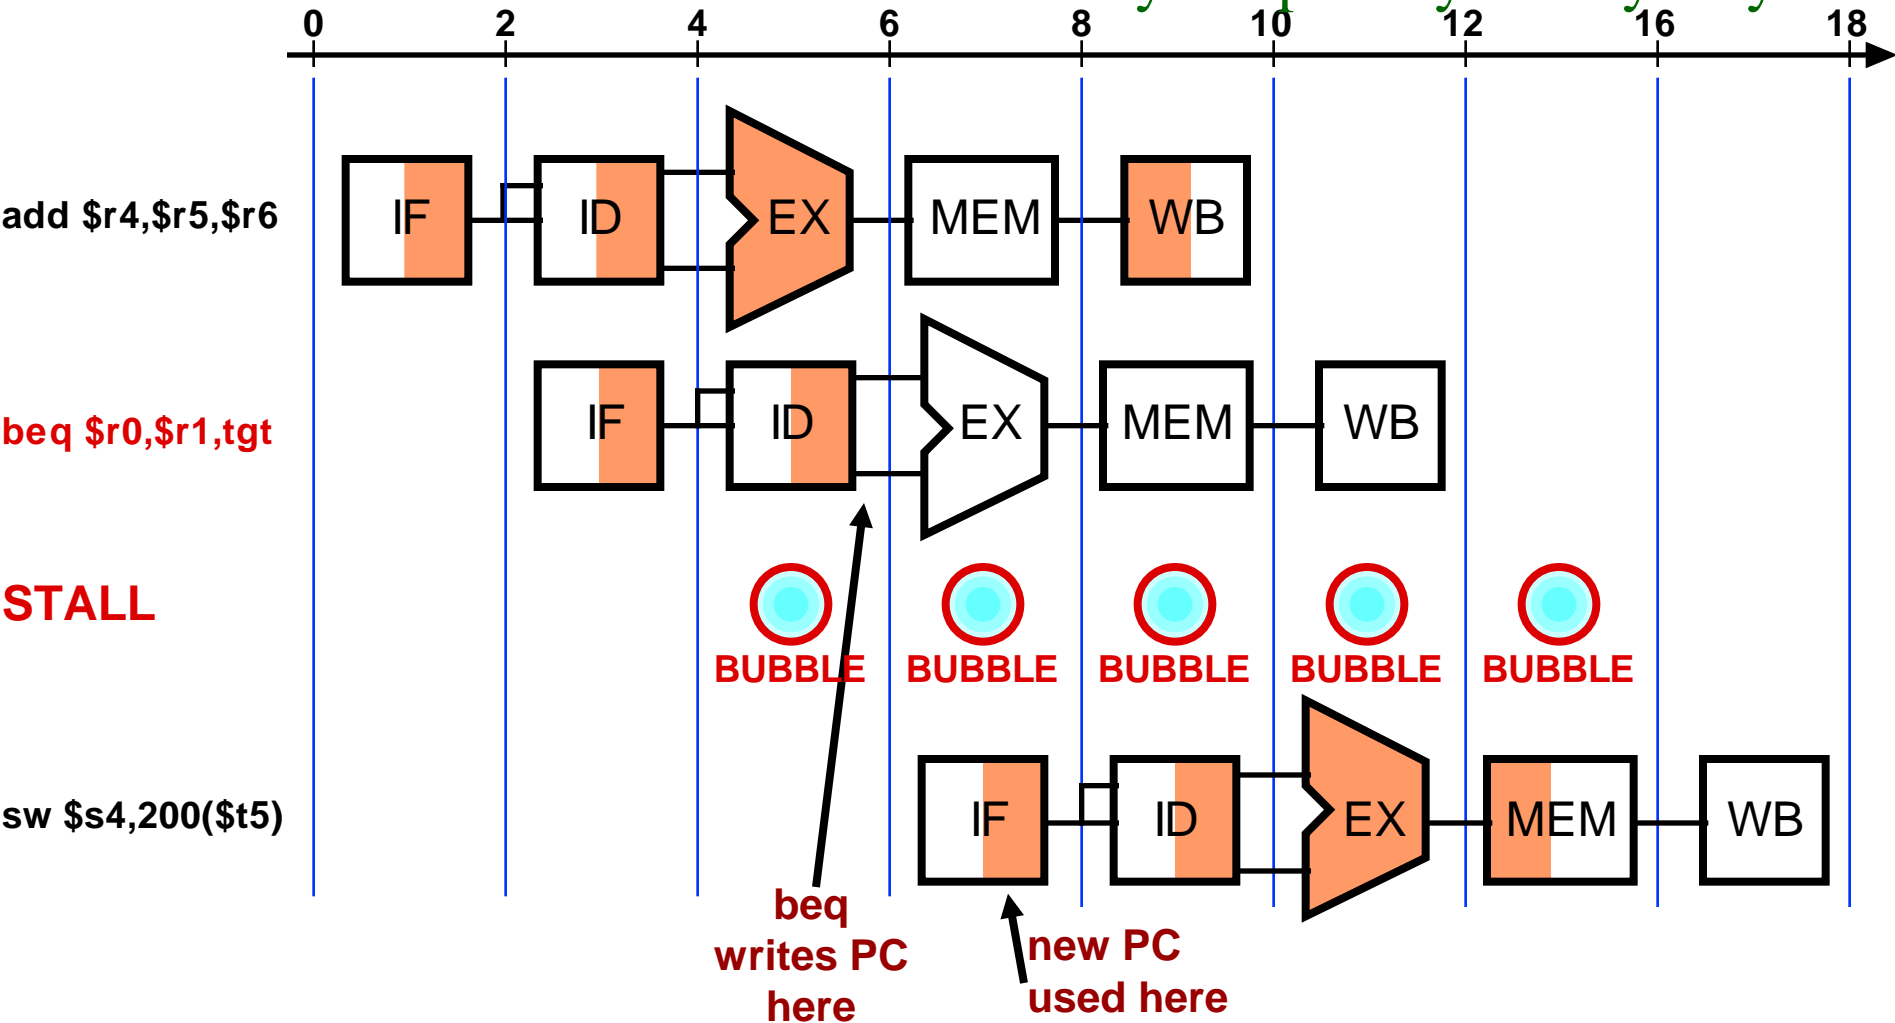 0 2 4 6 8 10 12 16 18
add $r4,$r5,$r6 IF ID EX MEM WB
beq $r0,$r1,tgt IF ID EX MEM WB
STALL
BUBBLE BUBBLE BUBBLE BUBBLE BUBBLE
sw $s4,200($t5) IF ID EX MEM WB
beq
writes PC
here
new PC
used here